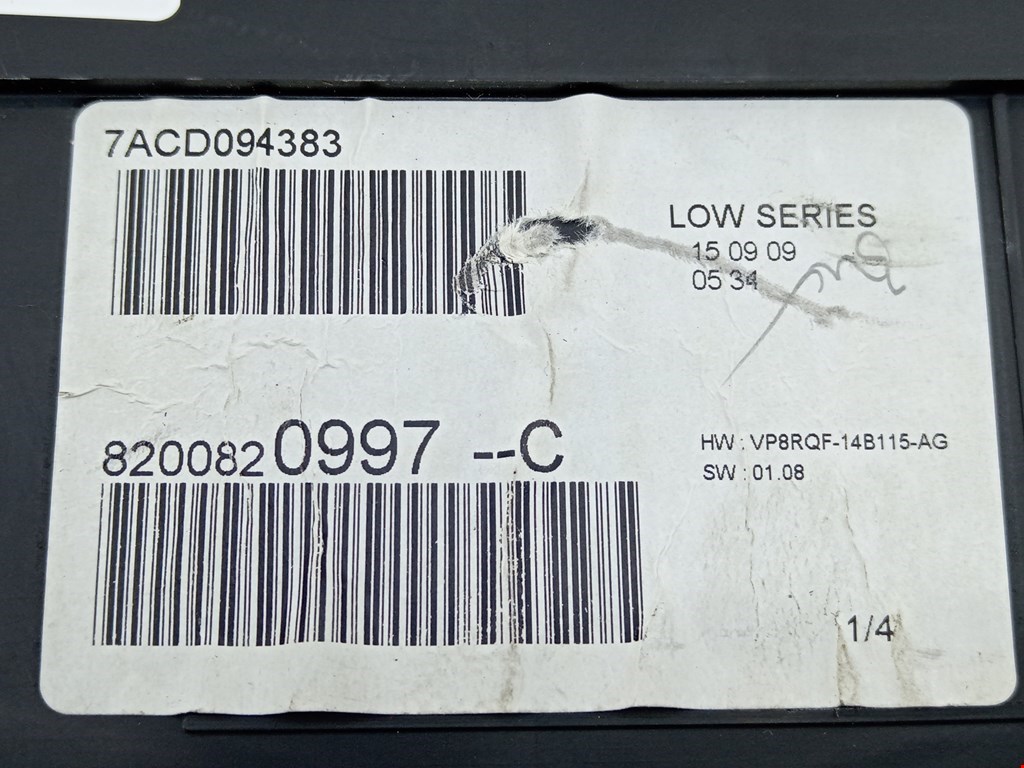 7ACD094383
LOW SERIES
15 09 09
05 34
8200820997 --C
HW : VP8RQF-14B115-AG
SW : 01.08
1/4